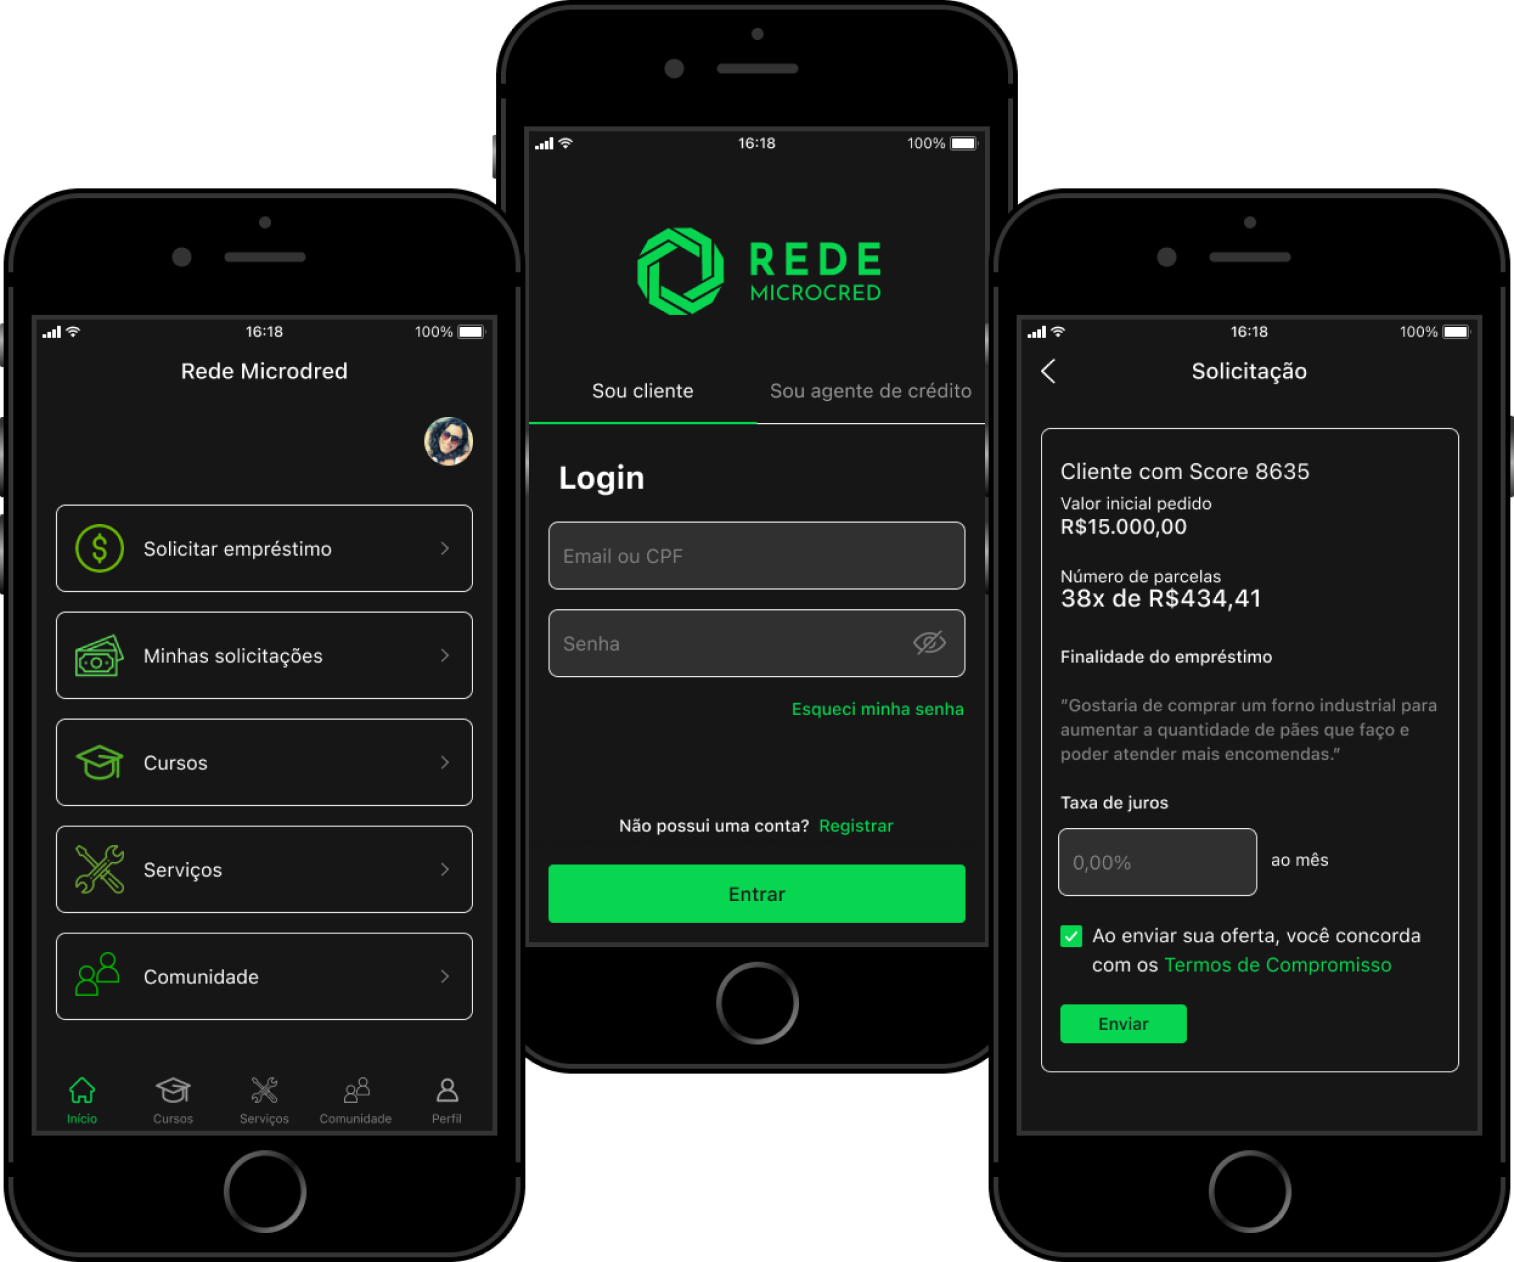 16:18
100%
Rede Microdred
Solicitar empréstimo
Minhas solicitações
Cursos
Serviços
Comunidade
Início
Cursos
Serviços
Comunidade
Perfil
16:18
100%
REDE
MICROCRED
Sou cliente
Sou agente de crédito
Login
Email ou CPF
Senha
Esqueci minha senha
Não possui uma conta? Registrar
Entrar
16:18
100%
Solicitação
Cliente com Score 8635
Valor inicial pedido
R$15.000,00
Número de parcelas
38x de R$434,41
Finalidade do empréstimo
"Gostaria de comprar um forno industrial para
aumentar a quantidade de pães que faço e
poder atender mais encomendas."
Taxa de juros
0,00%
ao mês
Ao enviar sua oferta, você concorda
com os Termos de Compromisso
Enviar